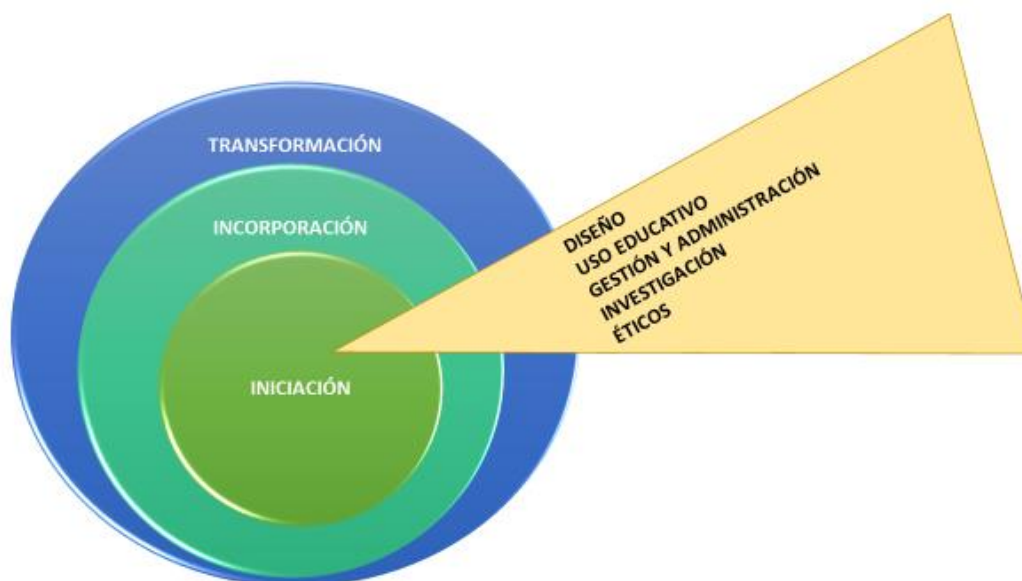 TRANSFORMACIÓN
INCORPORACIÓN
INICIACIÓN
DISEÑO
USO EDUCATIVO
GESTIÓN Y ADMINISTRACIÓN
INVESTIGACIÓN
ÉTICOS